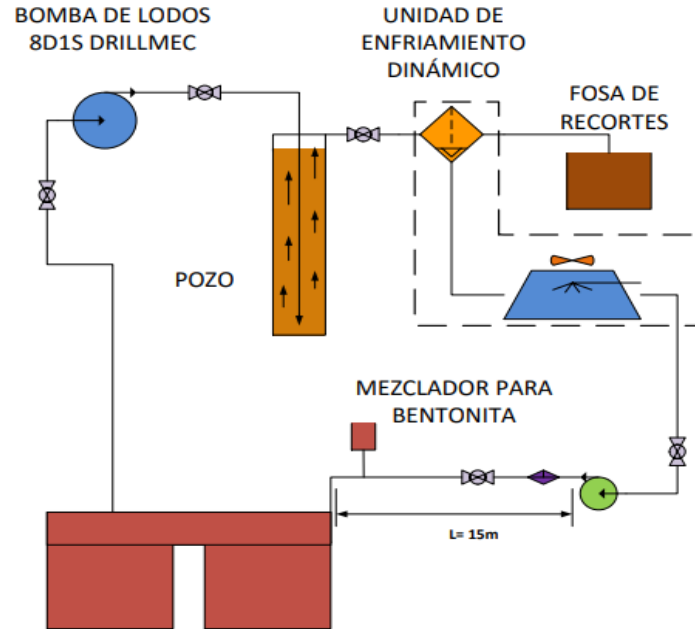 BOMBA DE LODOS
8D1S DRILLMEC
UNIDAD DE
ENFRIAMIENTO
DINÁMICO
FOSA DE
RECORTES
POZO
MEZCLADOR PARA
BENTONITA
L= 15m